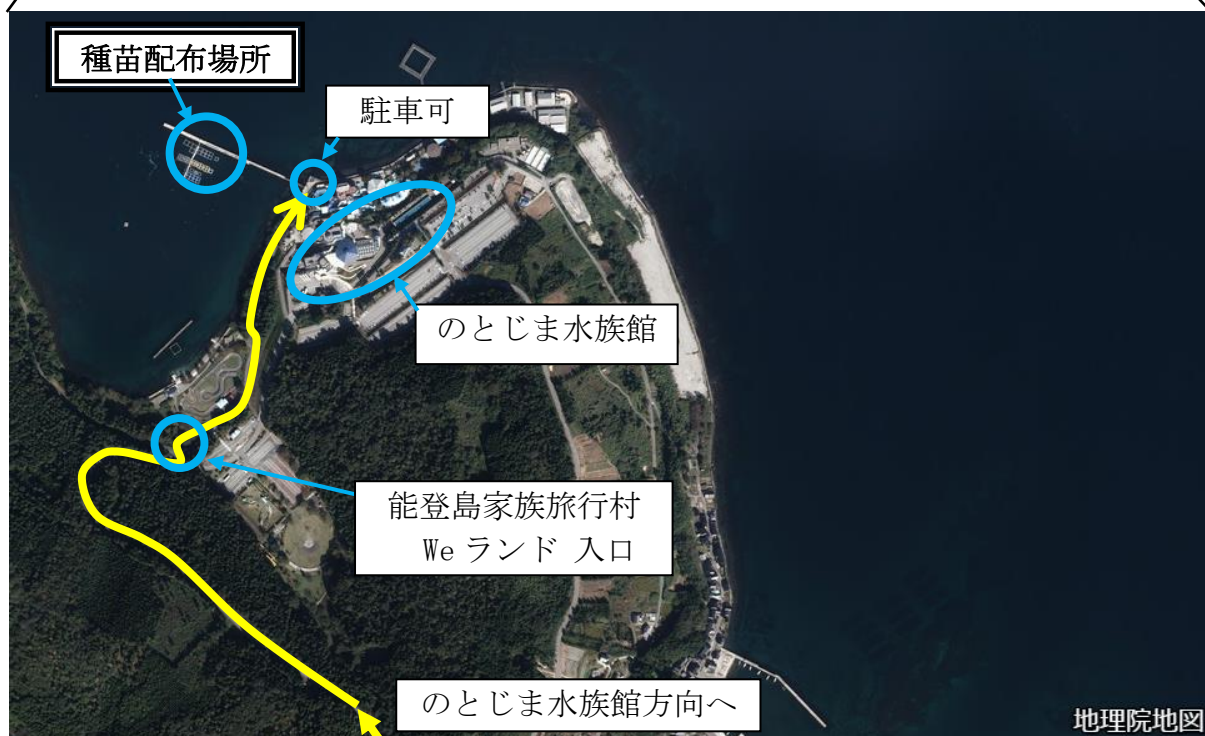 種苗配布場所
駐車可
のとじま水族館
能登島家族旅行村
We ランド 入口
のとじま水族館方向へ
地理院地図